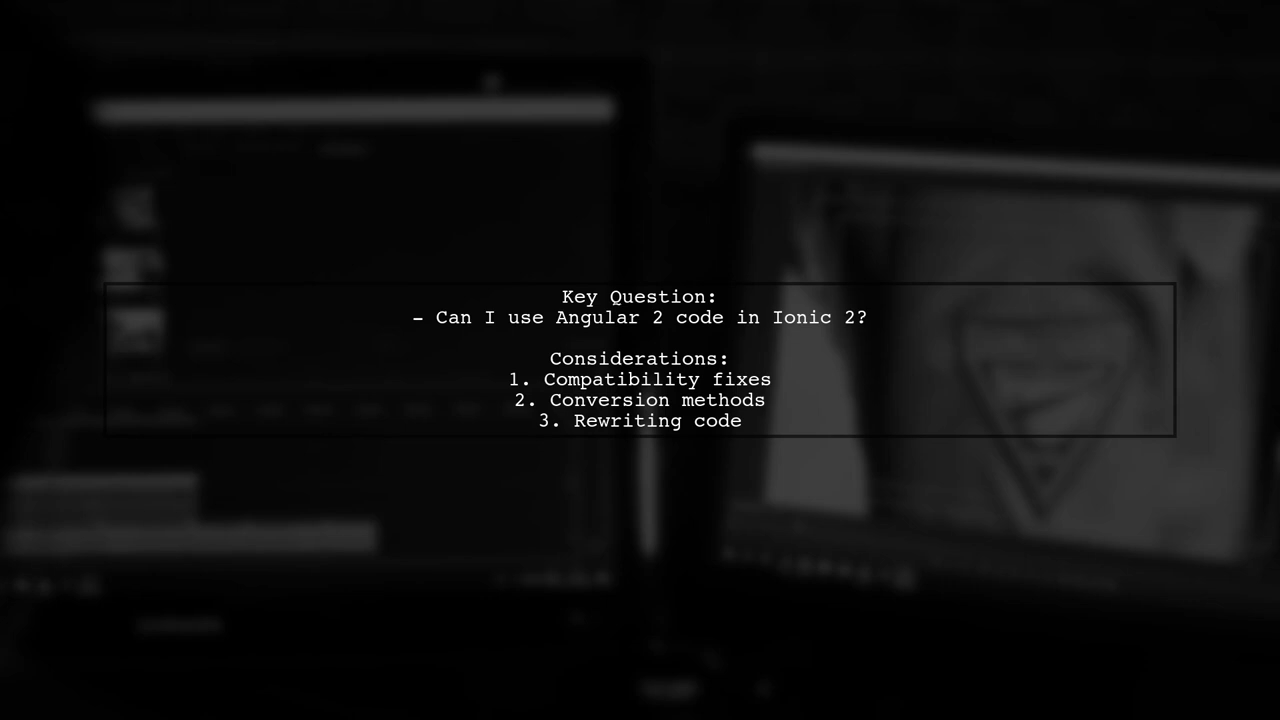 Key Question:
- Can I use Angular 2 code in Ionic 2?
Considerations:
1. Compatibility fixes
2. Conversion methods
3. Rewriting code